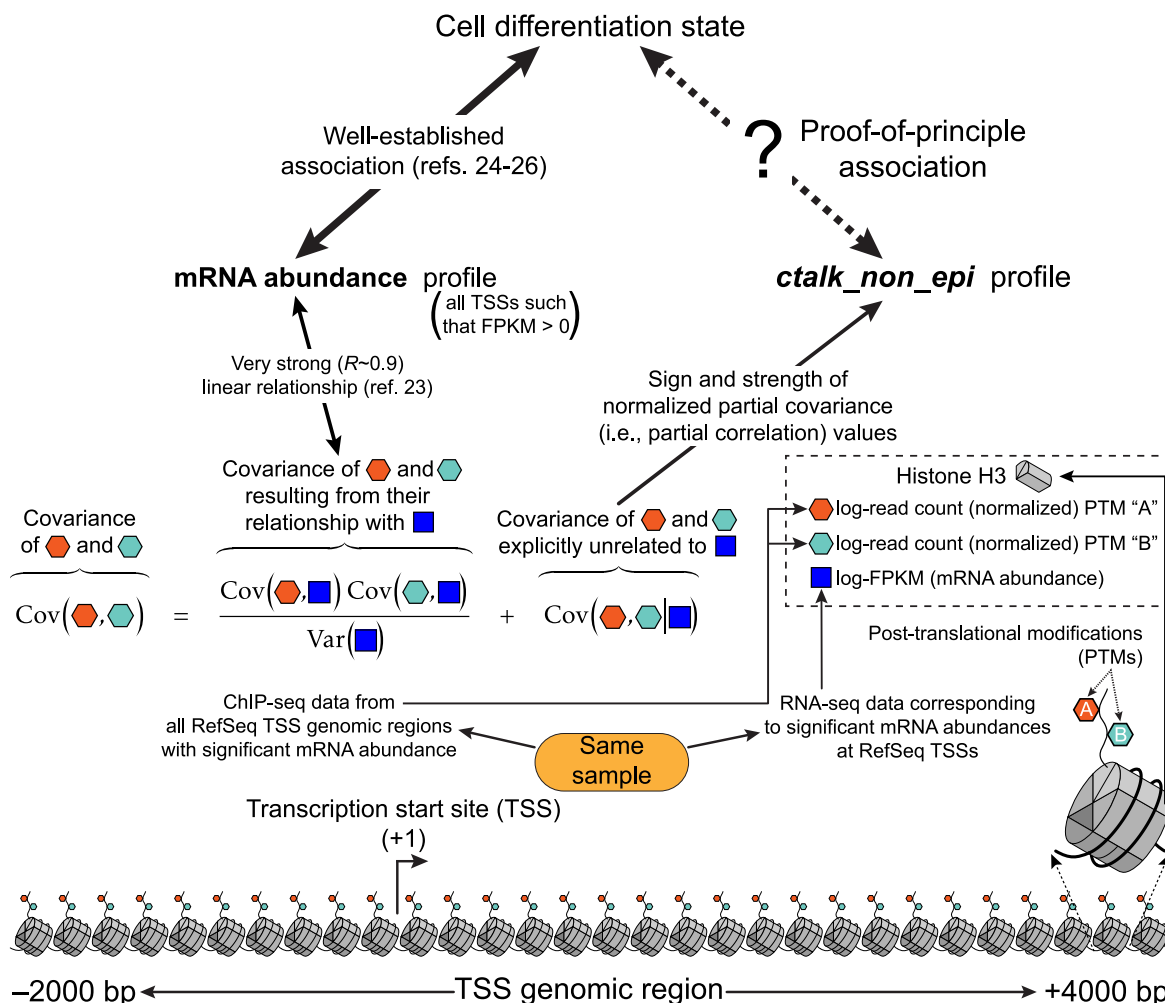 Cell differentiation state
Well-established
association (refs. 24-26)
?
Proof-of-principle
association
mRNA abundance profile
(all TSSs such
that FPKM > 0)
ctalk_non_epi profile
Very strong (R~0.9)
linear relationship (ref. 23)
Sign and strength of
normalized partial covariance
(i.e., partial correlation) values
Covariance
of and
Covariance of and
resulting from their
relationship with
Covariance of and
explicitly unrelated to
Cov( , ) = Cov( , ) Cov( , ) / Var( ) + Cov( , | )
Histone H3
log-read count (normalized) PTM “A”
log-read count (normalized) PTM “B”
log-FPKM (mRNA abundance)
Post-translational modifications
(PTMs)
A
B
ChIP-seq data from
all RefSeq TSS genomic regions
with significant mRNA abundance
Same
sample
RNA-seq data corresponding
to significant mRNA abundances
at RefSeq TSSs
Transcription start site (TSS)
(+1)
–2000 bp TSS genomic region +4000 bp